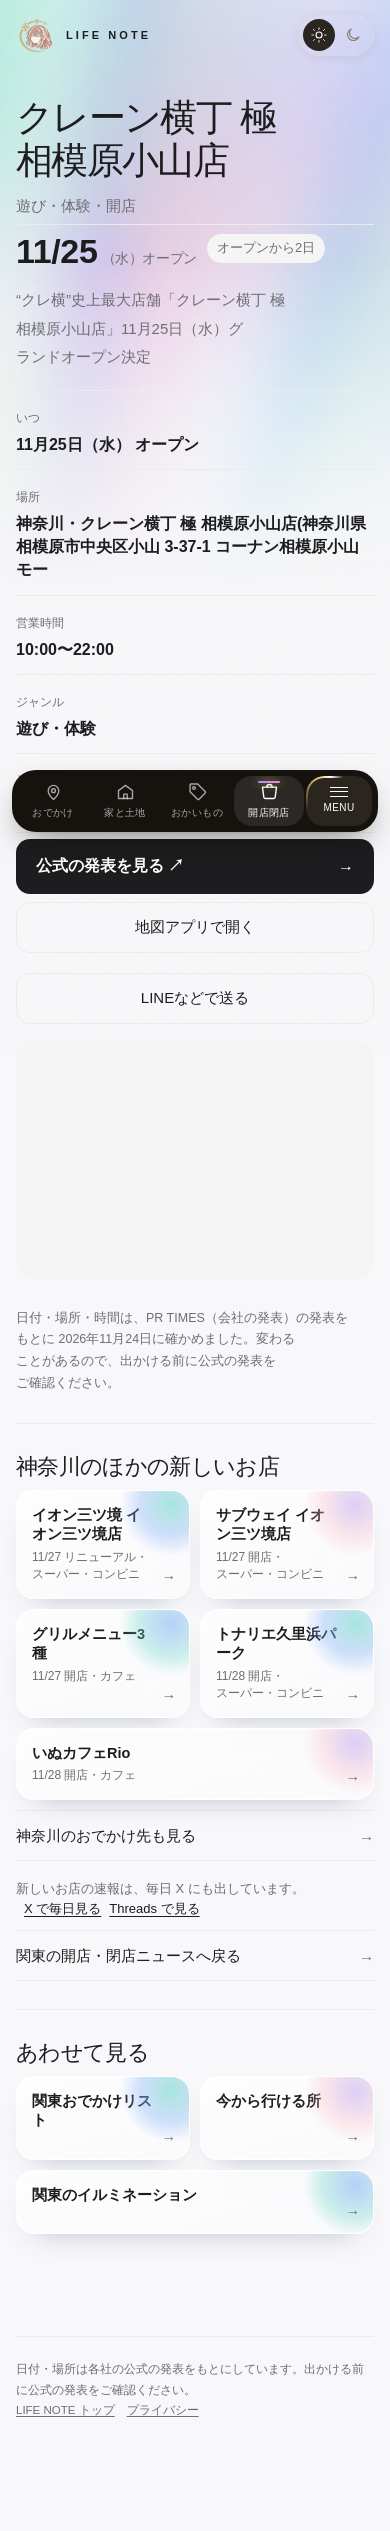 LIFE NOTE
クレーン横丁 極
相模原小山店
遊び・体験・開店
11/25 （水）オープン オープンから2日
“クレ横”史上最大店舗「クレーン横丁 極
相模原小山店」11月25日（水）グ
ランドオープン決定
いつ
11月25日（水） オープン
場所
神奈川・クレーン横丁 極 相模原小山店(神奈川県
相模原市中央区小山 3-37-1 コーナン相模原小山
モー
営業時間
10:00〜22:00
ジャンル
遊び・体験
おでかけ 家と土地 おかいもの 開店閉店 MENU
公式の発表を見る ↗ →
地図アプリで開く
LINEなどで送る
日付・場所・時間は、PR TIMES（会社の発表）の発表を
もとに 2026年11月24日に確かめました。変わる
ことがあるので、出かける前に公式の発表を
ご確認ください。
神奈川のほかの新しいお店
イオン三ツ境 イ
オン三ツ境店
11/27 リニューアル・
スーパー・コンビニ →
サブウェイ イオ
ン三ツ境店
11/27 開店・
スーパー・コンビニ →
グリルメニュー3
種
11/27 開店・カフェ
→
トナリエ久里浜パ
ーク
11/28 開店・
スーパー・コンビニ →
いぬカフェRio
11/28 開店・カフェ →
神奈川のおでかけ先も見る →
新しいお店の速報は、毎日 X にも出しています。
X で毎日見る Threads で見る
関東の開店・閉店ニュースへ戻る →
あわせて見る
関東おでかけリス
ト
→
今から行ける所
→
関東のイルミネーション
→
日付・場所は各社の公式の発表をもとにしています。出かける前
に公式の発表をご確認ください。
LIFE NOTE トップ プライバシー